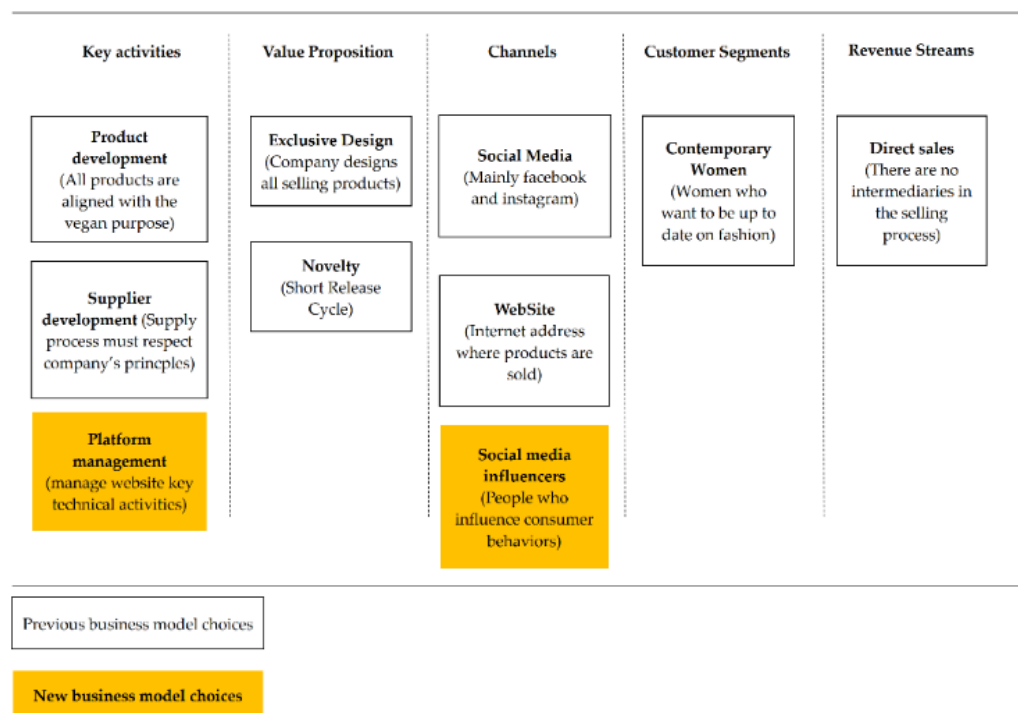 Key activities
Value Proposition
Channels
Customer Segments
Revenue Streams
Product
development
(All products are
aligned with the
vegan purpose)
Supplier
development (Supply
process must respect
company's princples)
Platform
management
(manage website key
technical activities)
Exclusive Design
(Company designs
all selling products)
Novelty
(Short Release
Cycle)
Social Media
(Mainly facebook
and instagram)
WebSite
(Internet address
where products are
sold)
Social media
influencers
(People who
influence consumer
behaviors)
Contemporary
Women
(Women who
want to be up to
date on fashion)
Direct sales
(There are no
intermediaries in
the selling
process)
Previous business model choices
New business model choices